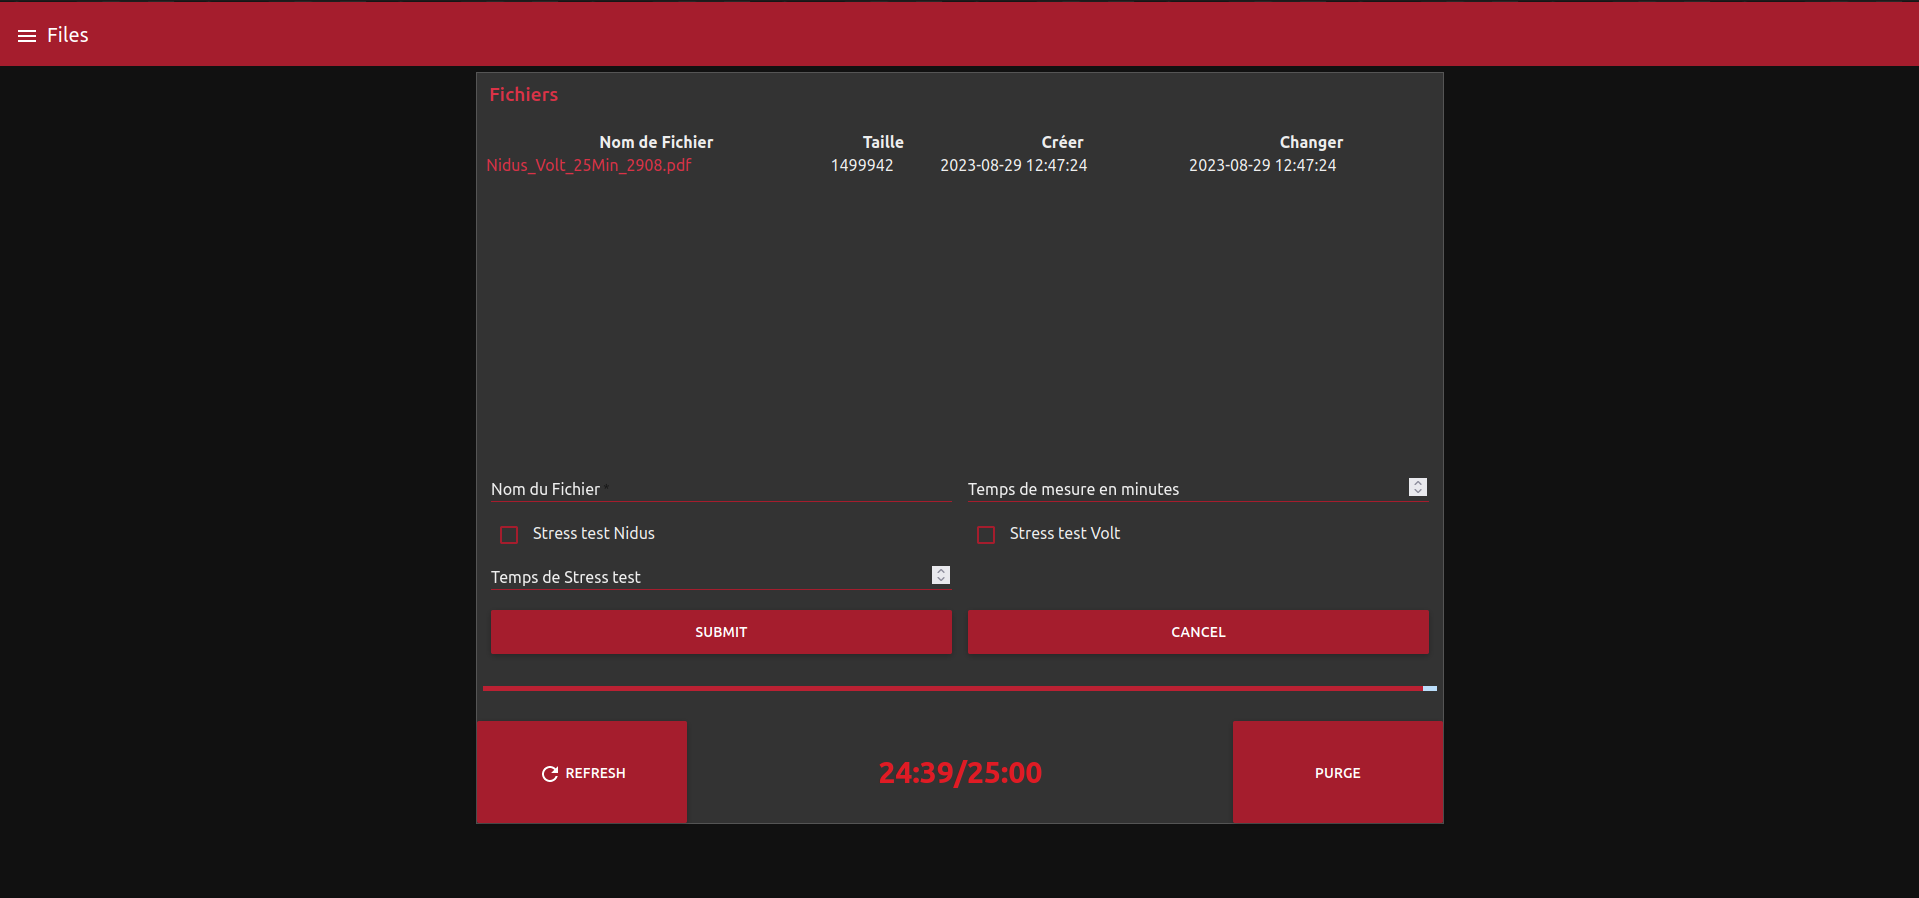 Files
Fichiers
Nom de Fichier Taille Créer Changer
Nidus_Volt_25Min_2908.pdf 1499942 2023-08-29 12:47:24 2023-08-29 12:47:24
Nom du Fichier * Temps de mesure en minutes
Stress test Nidus Stress test Volt
Temps de Stress test
SUBMIT CANCEL
REFRESH 24:39/25:00 PURGE